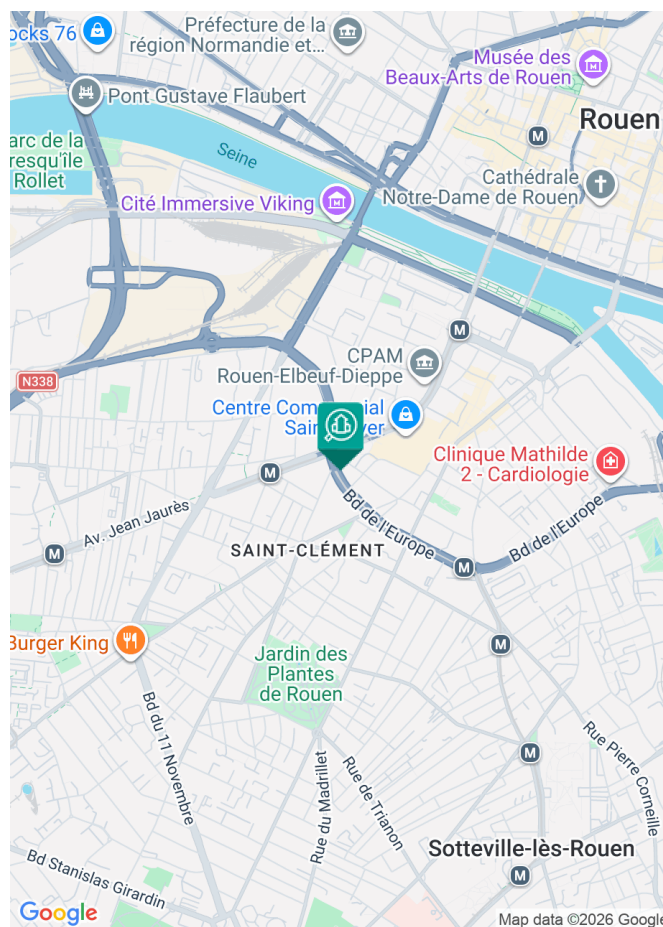 ocks 76
Préfecture de la
région Normandie et...
Musée des
Beaux-Arts de Rouen
Pont Gustave Flaubert
Rouen
M
Seine
arc de la
resqu'île
Rollet
Cathédrale
Notre-Dame de Rouen
Cité Immersive Viking
M
CPAM
Rouen-Elbeuf-Dieppe
N338
Centre Com
ial
Sain
ver
Clinique Mathilde
2 - Cardiologie
M
Bd de l'Europe
Bd de l'Europe
Av. Jean Jaurès
M
SAINT-CLÉMENT
M
Burger King
M
Jardin des
Plantes
de Rouen
Bd du 11 Novembre
M
Rue Pierre Corneille
Rue du Madrillet
Rue de Trianon
Sotteville-lès-Rouen
Bd Stanislas Girardin
M
Google
Map data ©2026 Google